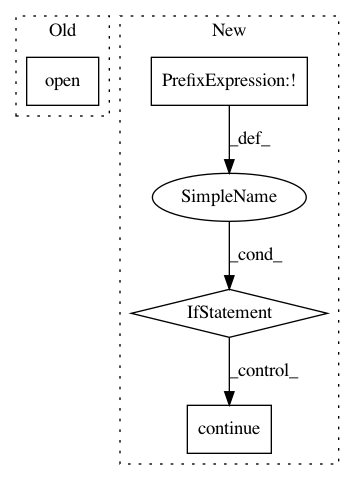 Old
New
open
PrefixExpression:!
_def_
SimpleName
_cond_
IfStatement
_control_
continue